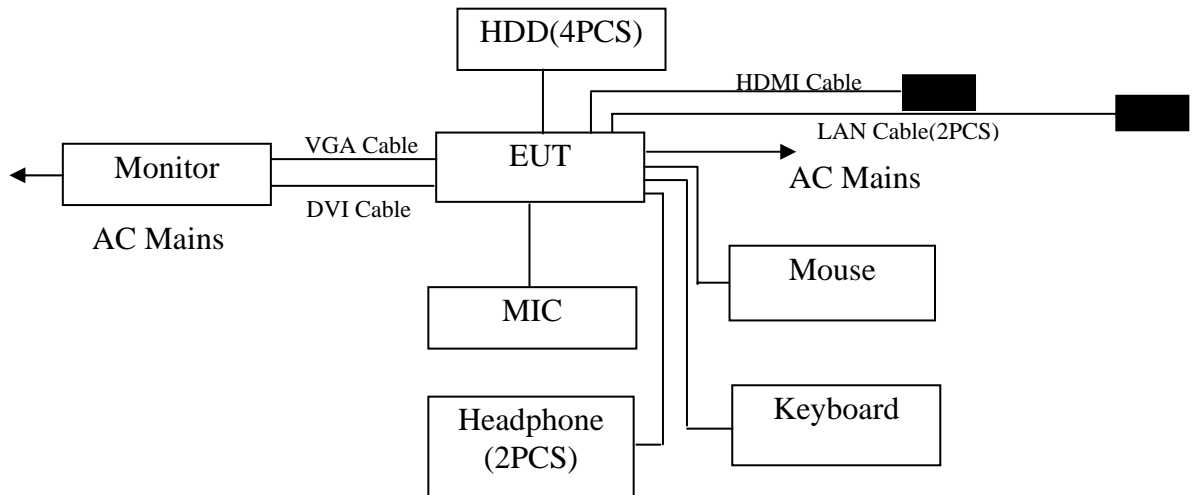 HDD(4PCS)
HDMI Cable
LAN Cable(2PCS)
VGA Cable
EUT
Monitor
AC Mains
DVI Cable
AC Mains
Mouse
MIC
Keyboard
Headphone
(2PCS)